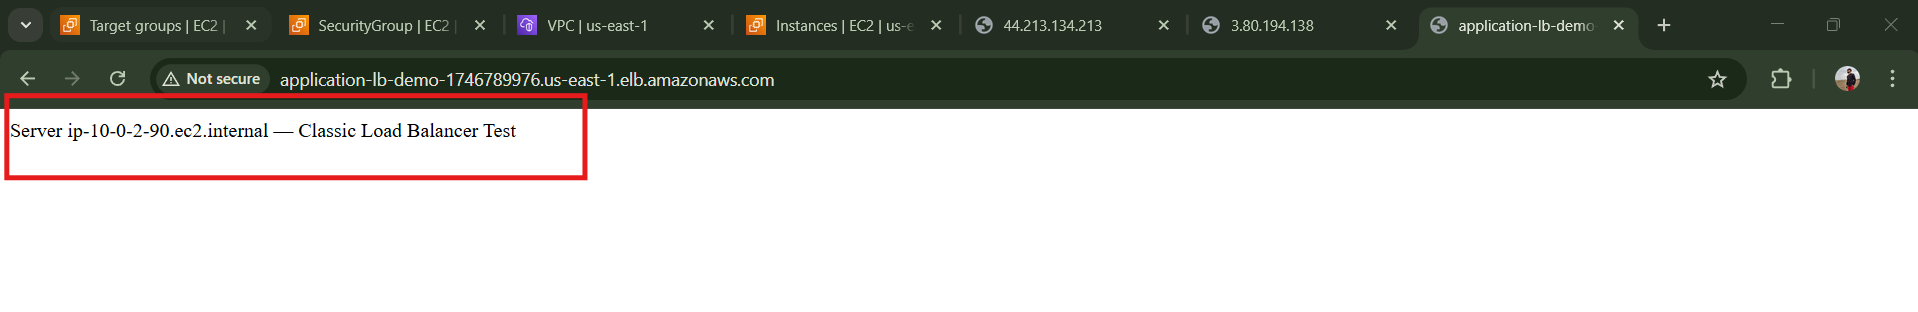 Target groups | EC2 |
SecurityGroup | EC2 |
VPC | us-east-1
Instances | EC2 | us-e
44.213.134.213
3.80.194.138
application-lb-demo
Not secure
application-lb-demo-1746789976.us-east-1.elb.amazonaws.com
Server ip-10-0-2-90.ec2.internal — Classic Load Balancer Test